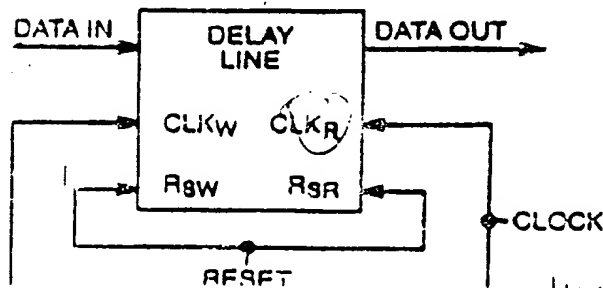 DATA IN
DELAY LINE
DATA OUT
CLKW
CLKR
RSW
RSR
CLOCK
RESET